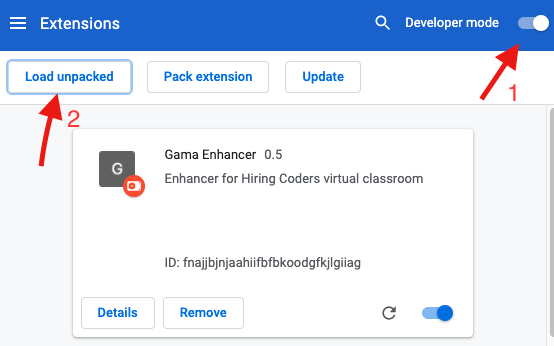 Extensions
Developer mode
1
Load unpacked
Pack extension
Update
2
G
Gama Enhancer 0.5
Enhancer for Hiring Coders virtual classroom
ID: fnajjbjnjaahiifbfbkoodgfkjlgiiag
Details
Remove